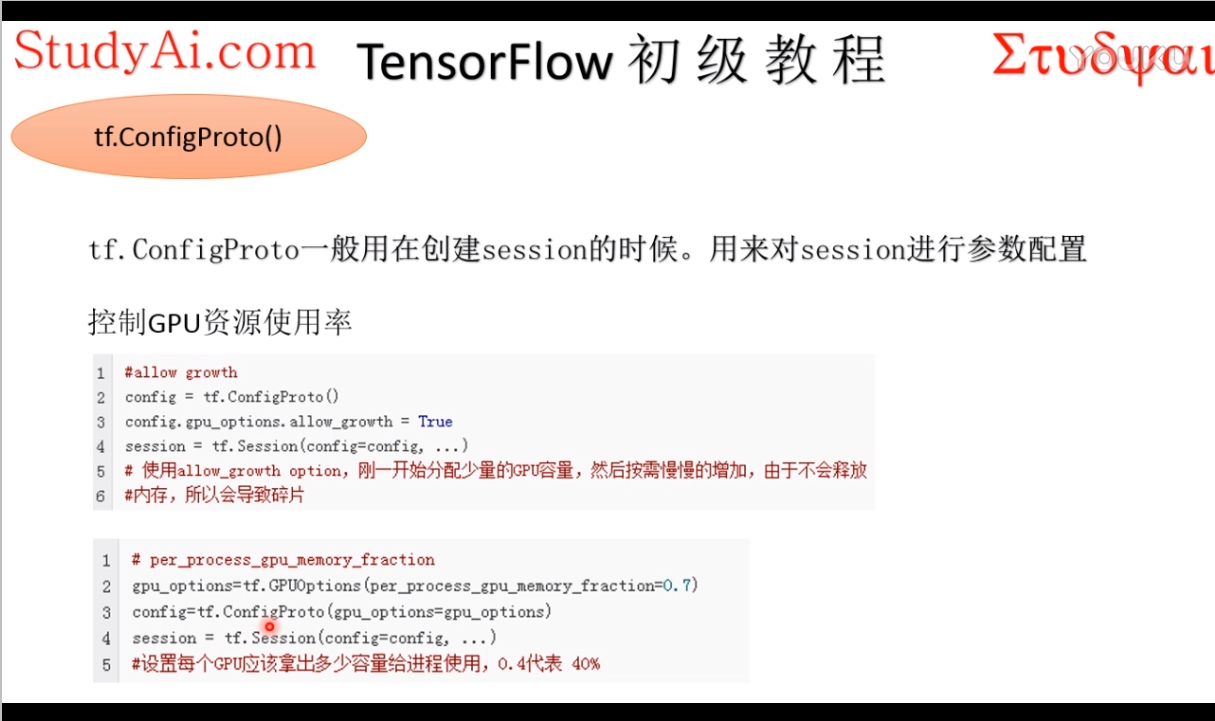 StudyAi.com
TensorFlow 初 级 教 程
Στυδψαι
YOUKU
tf.ConfigProto()
tf.ConfigProto一般用在创建session的时候。用来对session进行参数配置
控制GPU资源使用率
1 #allow growth
2 config = tf.ConfigProto()
3 config.gpu_options.allow_growth = True
4 session = tf.Session(config=config, ...)
5 # 使用allow_growth option，刚一开始分配少量的GPU容量，然后按需慢慢的增加，由于不会释放
6 #内存，所以会导致碎片
1 # per_process_gpu_memory_fraction
2 gpu_options=tf.GPUOptions(per_process_gpu_memory_fraction=0.7)
3 config=tf.ConfigProto(gpu_options=gpu_options)
4 session = tf.Session(config=config, ...)
5 #设置每个GPU应该拿出多少容量给进程使用，0.4代表 40%